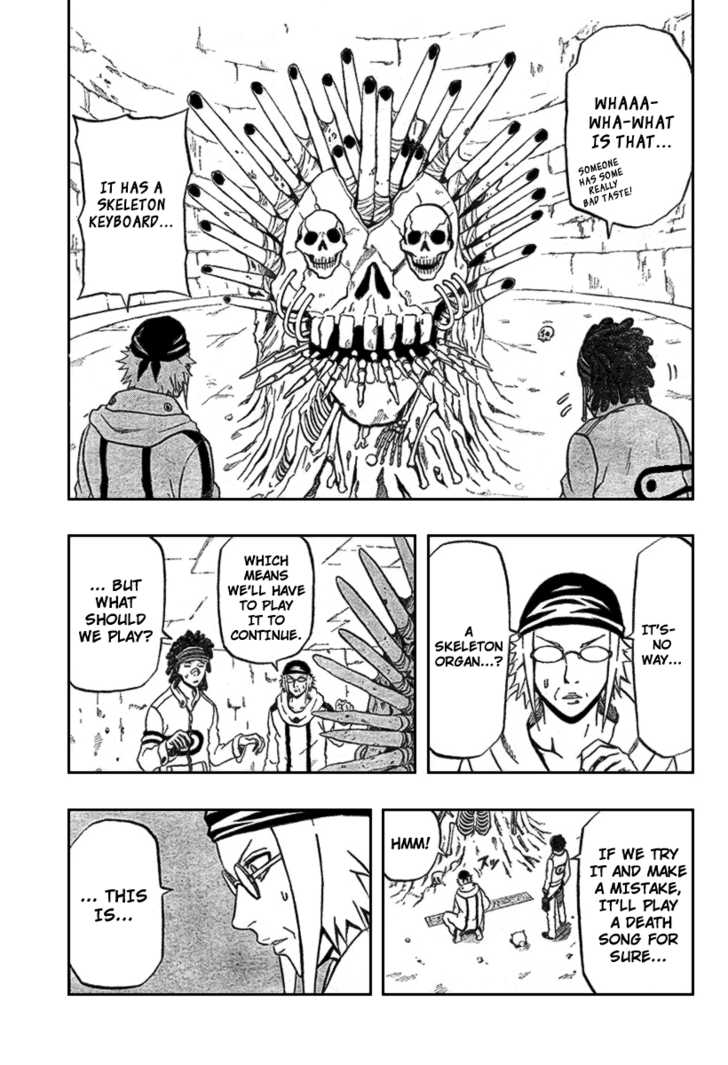 WHAAA-
WHA-WHAT
IS THAT...
SOMEONE
HAS SOME
REALLY
BAD TASTE!
IT HAS A
SKELETON
KEYBOARD...
IT'S-
NO
WAY...
A
SKELETON
ORGAN...?
WHICH
MEANS
WE'LL HAVE
TO PLAY
IT TO
CONTINUE.
... BUT
WHAT
SHOULD
WE PLAY?
IF WE TRY
IT AND MAKE
A MISTAKE,
IT'LL PLAY
A DEATH
SONG FOR
SURE...
HMM!
スッ
... THIS
IS...